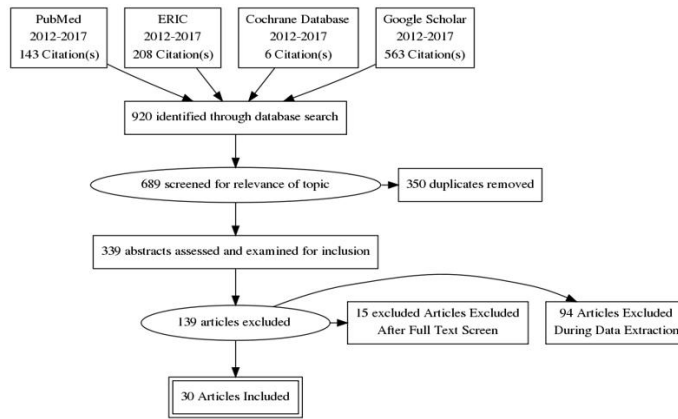 PubMed
2012-2017
143 Citation(s)
ERIC
2012-2017
208 Citation(s)
Cochrane Database
2012-2017
6 Citation(s)
Google Scholar
2012-2017
563 Citation(s)
920 identified through database search
689 screened for relevance of topic
350 duplicates removed
339 abstracts assessed and examined for inclusion
139 articles excluded
15 excluded Articles Excluded
After Full Text Screen
94 Articles Excluded
During Data Extraction
30 Articles Included